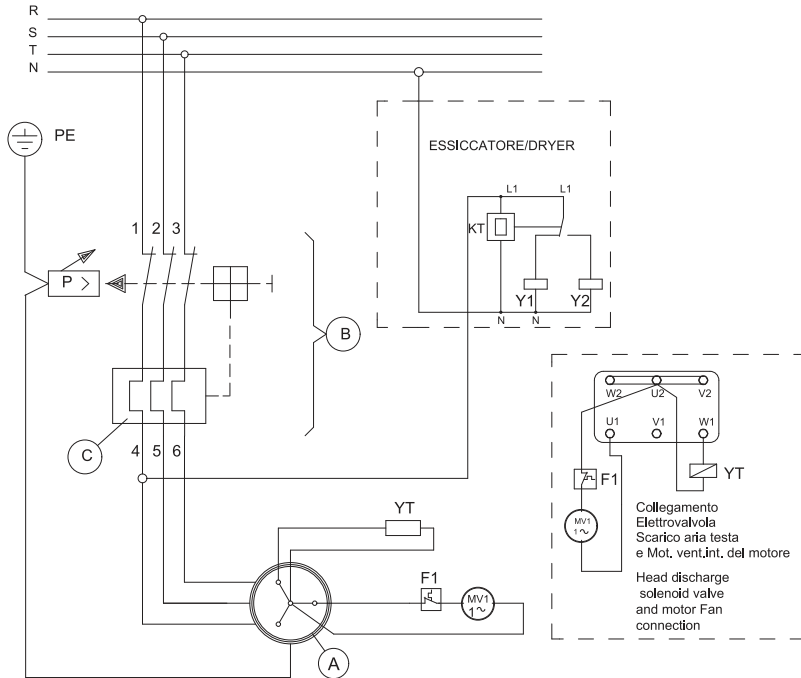 R
S
T
N
PE
ESSICCATORE/DRYER
L1 L1
KT
1 2 3
P >
Y1 Y2
N N
B
W2 U2 V2
U1 V1 W1
C
4 5 6
F1
YT
MV1
1~
YT
Collegamento
Elettrovalvola
Scarico aria testa
e Mot. vent.int. del motore
Head discharge
solenoid valve
and motor Fan
connection
F1
MV1
1~
A